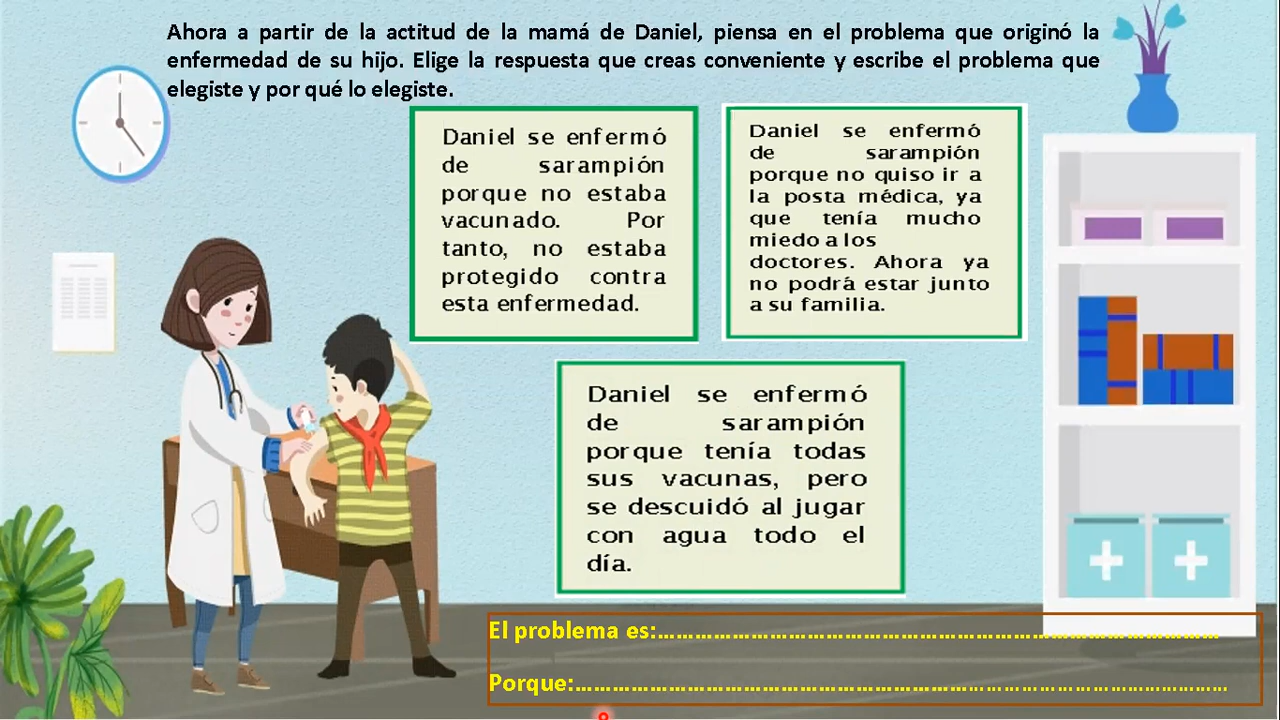 Ahora a partir de la actitud de la mamá de Daniel, piensa en el problema que originó la
enfermedad de su hijo. Elige la respuesta que creas conveniente y escribe el problema que
elegiste y por qué lo elegiste.
Daniel se enfermó
de sarampión
porque no estaba
vacunado. Por
tanto, no estaba
protegido contra
esta enfermedad.
Daniel se enfermó
de sarampión
porque no quiso ir a
la posta médica, ya
que tenía mucho
miedo a los
doctores. Ahora ya
no podrá estar junto
a su familia.
Daniel se enfermó
de sarampión
porque tenía todas
sus vacunas, pero
se descuidó al jugar
con agua todo el
día.
El problema es:……………………………………………………………………………
Porque:………………………………………………………………………………………